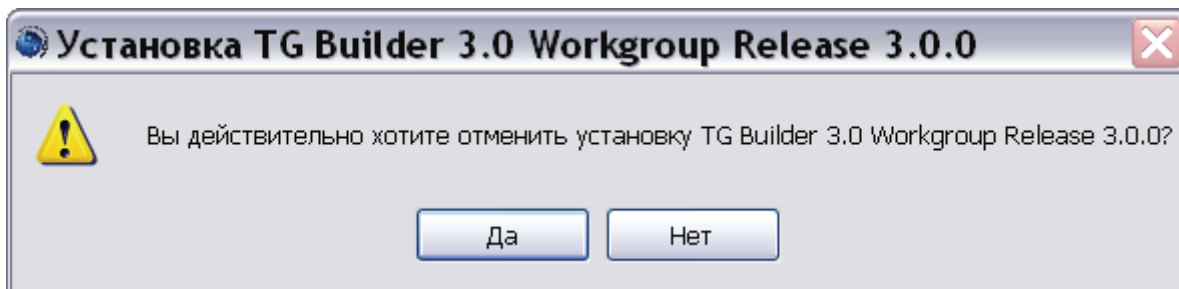 Установка TG Builder 3.0 Workgroup Release 3.0.0
Вы действительно хотите отменить установку TG Builder 3.0 Workgroup Release 3.0.0?
Да
Нет